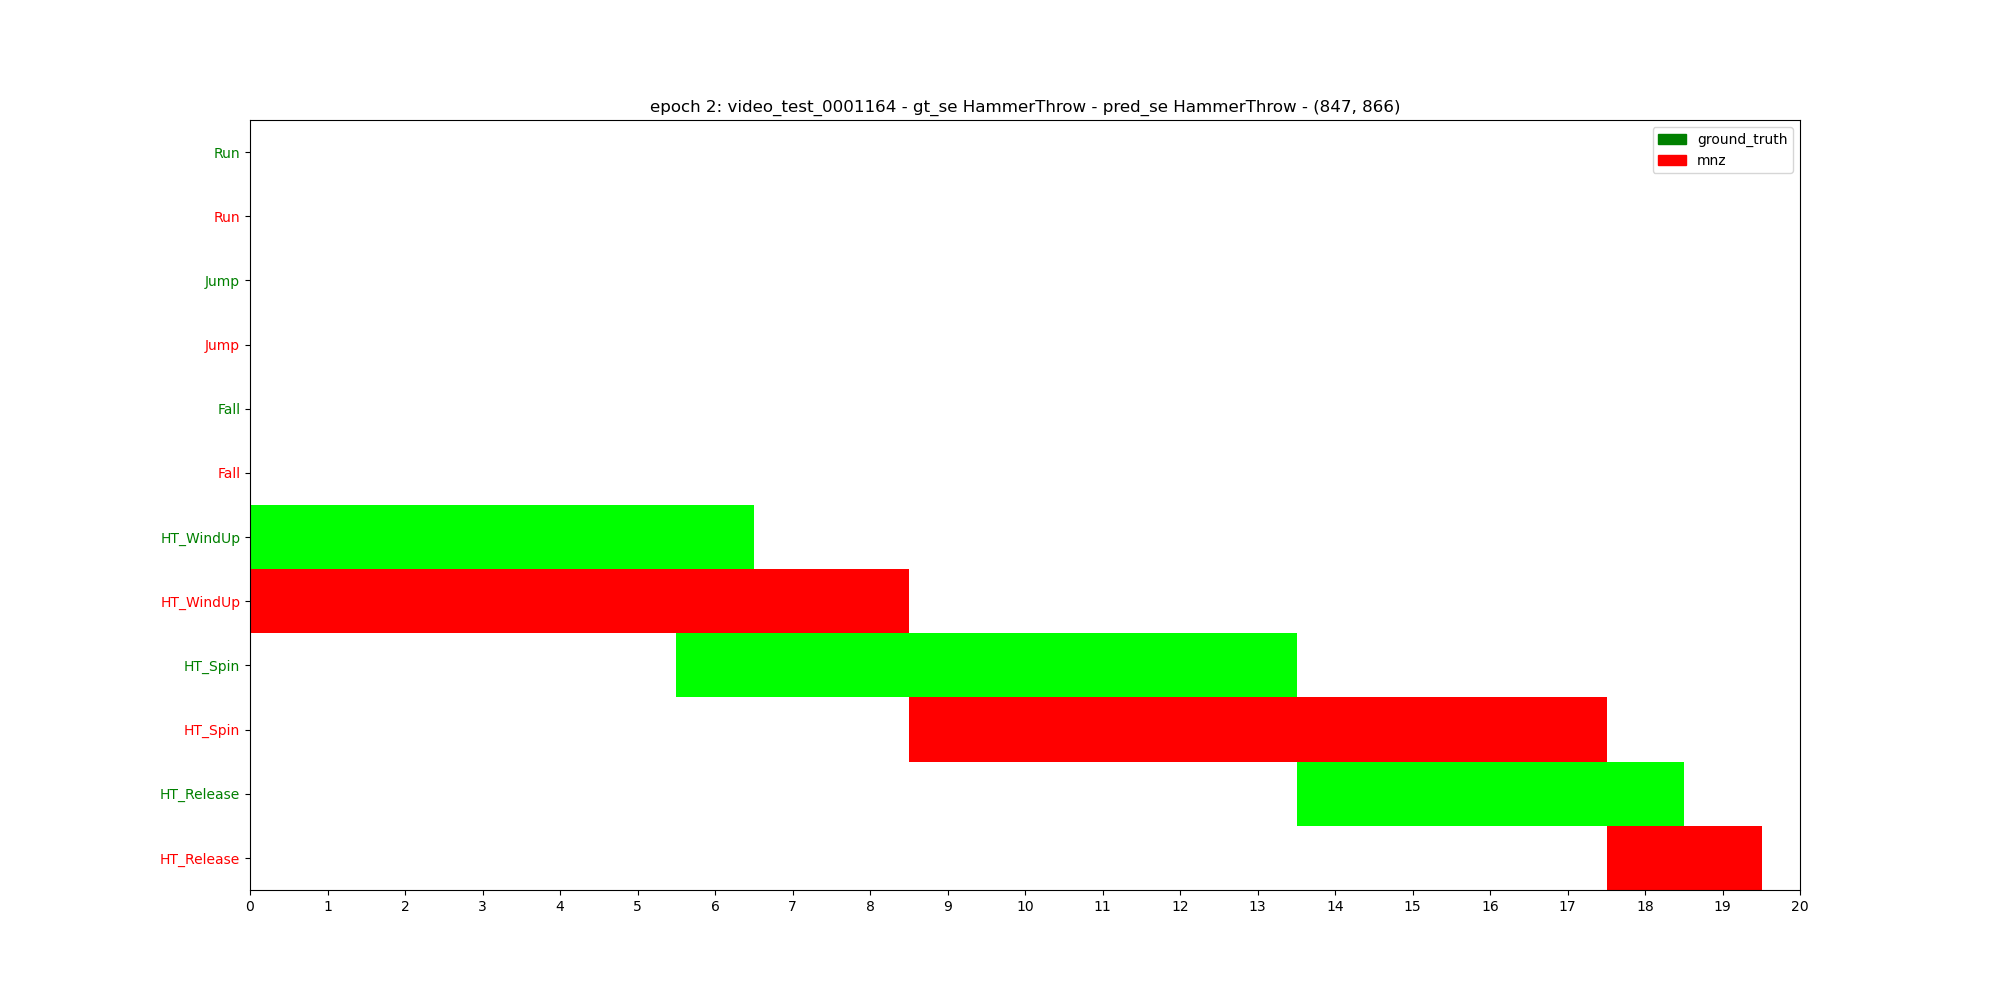 epoch 2: video_test_0001164 - gt_se HammerThrow - pred_se HammerThrow - (847, 866)
ground_truth
mnz
Run
Run
Jump
Jump
Fall
Fall
HT_WindUp
HT_WindUp
HT_Spin
HT_Spin
HT_Release
HT_Release
0 1 2 3 4 5 6 7 8 9 10 11 12 13 14 15 16 17 18 19 20